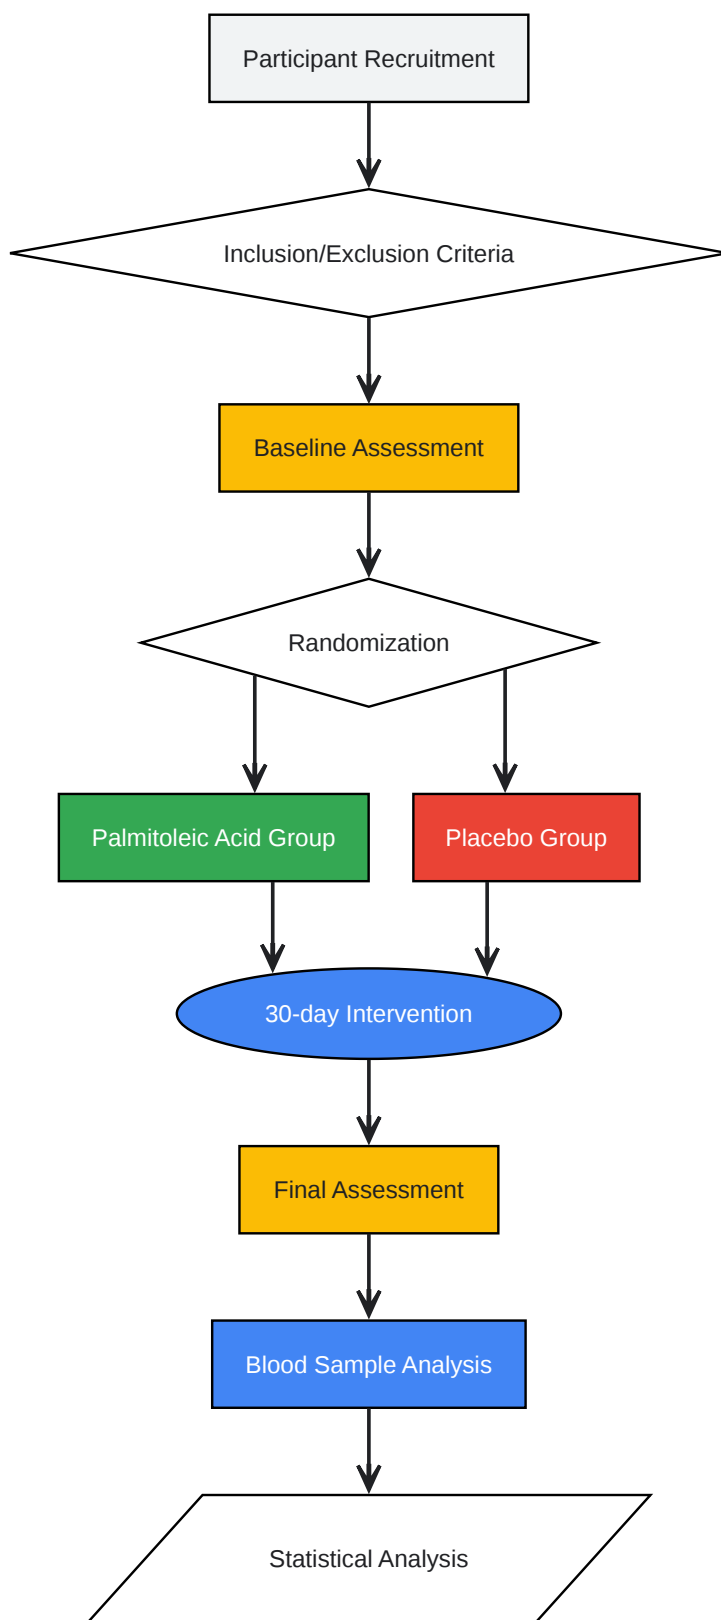 Participant Recruitment
Inclusion/Exclusion Criteria
Baseline Assessment
Randomization
Palmitoleic Acid Group
Placebo Group
30-day Intervention
Final Assessment
Blood Sample Analysis
Statistical Analysis